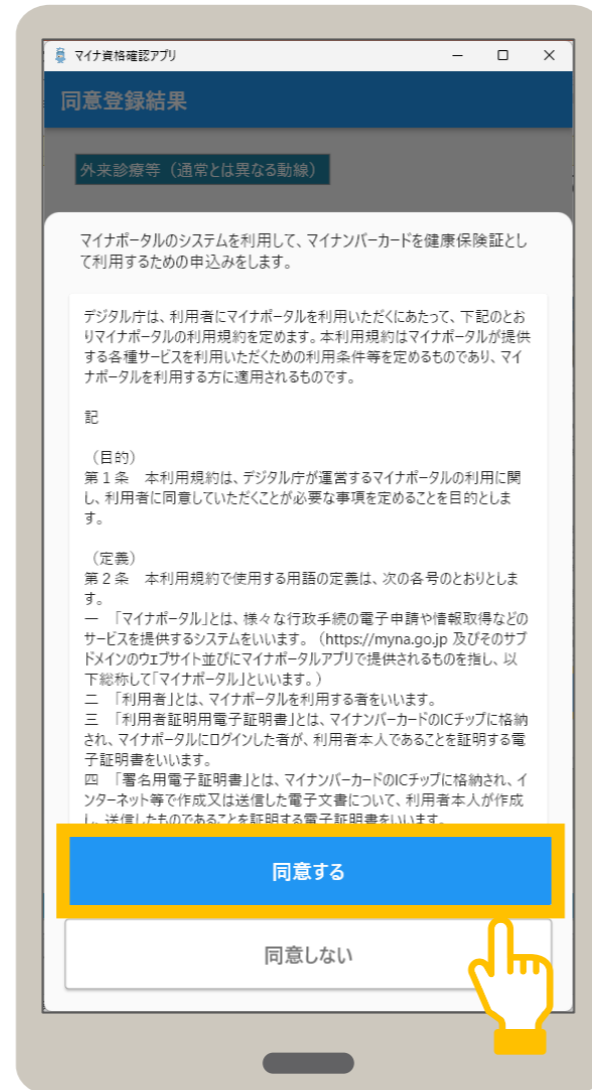 マイナ資格確認アプリ
同意登録結果
外来診療等（通常とは異なる動線）
マイナポータルのシステムを利用して、マイナンバーカードを健康保険証とし
て利用するための申込みをします。
デジタル庁は、利用者にマイナポータルを利用いただくにあたって、下記のとお
りマイナポータルの利用規約を定めます。本利用規約はマイナポータルが提供
する各種サービスを利用いただくための利用条件等を定めるものであり、マイ
ナポータルを利用する方に適用されるものです。
記
（目的）
第１条　本利用規約は、デジタル庁が運営するマイナポータルの利用に関
し、利用者に同意していただくことが必要な事項を定めることを目的としま
す。
（定義）
第２条　本利用規約で使用する用語の定義は、次の各号のとおりとしま
す。
一　「マイナポータル」とは、様々な行政手続の電子申請や情報取得などの
サービスを提供するシステムをいいます。（https://myna.go.jp 及びそのサブ
ドメインのウェブサイト並びにマイナポータルアプリで提供されるものを指し、以
下総称して「マイナポータル」といいます。）
二　「利用者」とは、マイナポータルを利用する者をいいます。
三　「利用者証明用電子証明書」とは、マイナンバーカードのICチップに格納
され、マイナポータルにログインした者が、利用者本人であることを証明する電
子証明書をいいます。
四　「署名用電子証明書」とは、マイナンバーカードのICチップに格納され、イ
ンターネット等で作成又は送信した電子文書について、利用者本人が作成
し、送信したものであることを証明する電子証明書をいいます。
同意する
同意しない